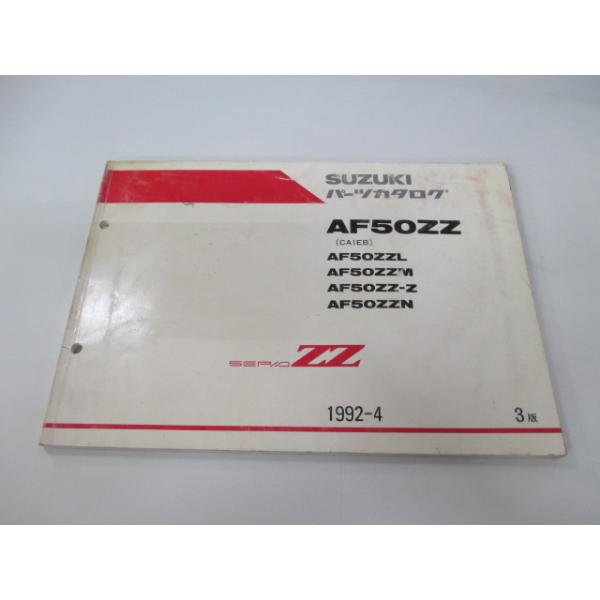 SUZUKI
パーツカタログ
AF50ZZ
(CA1EB)
AF50ZZL
AF50ZZM
AF50ZZ-Z
AF50ZZN
SEPIA ZZ
1992-4
3版